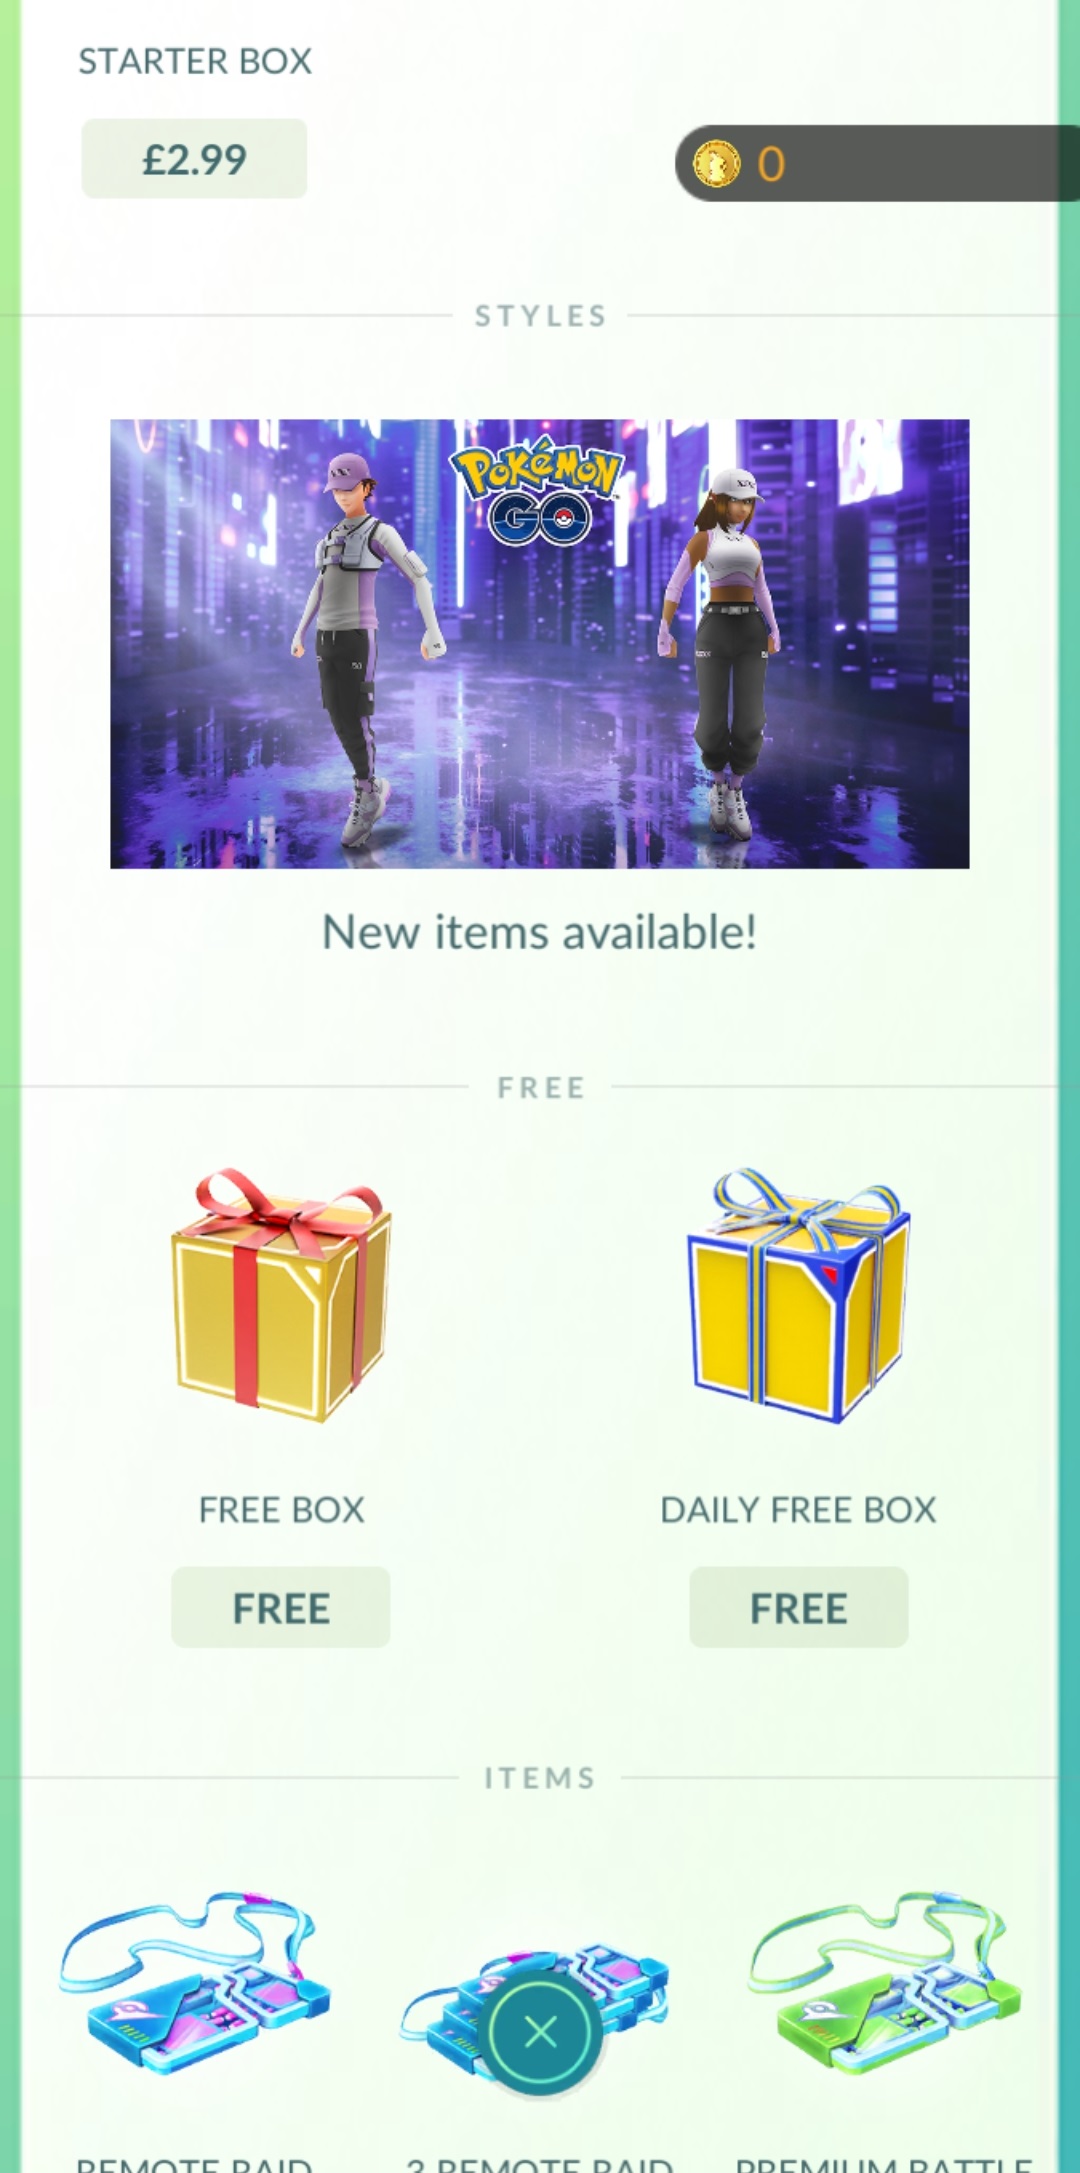 STARTER BOX
£2.99
0
STYLES
POKéMON
GO
New items available!
FREE
FREE BOX
DAILY FREE BOX
FREE
FREE
ITEMS
REMOTE RAID
3 REMOTE RAID
PREMIUM BATTLE